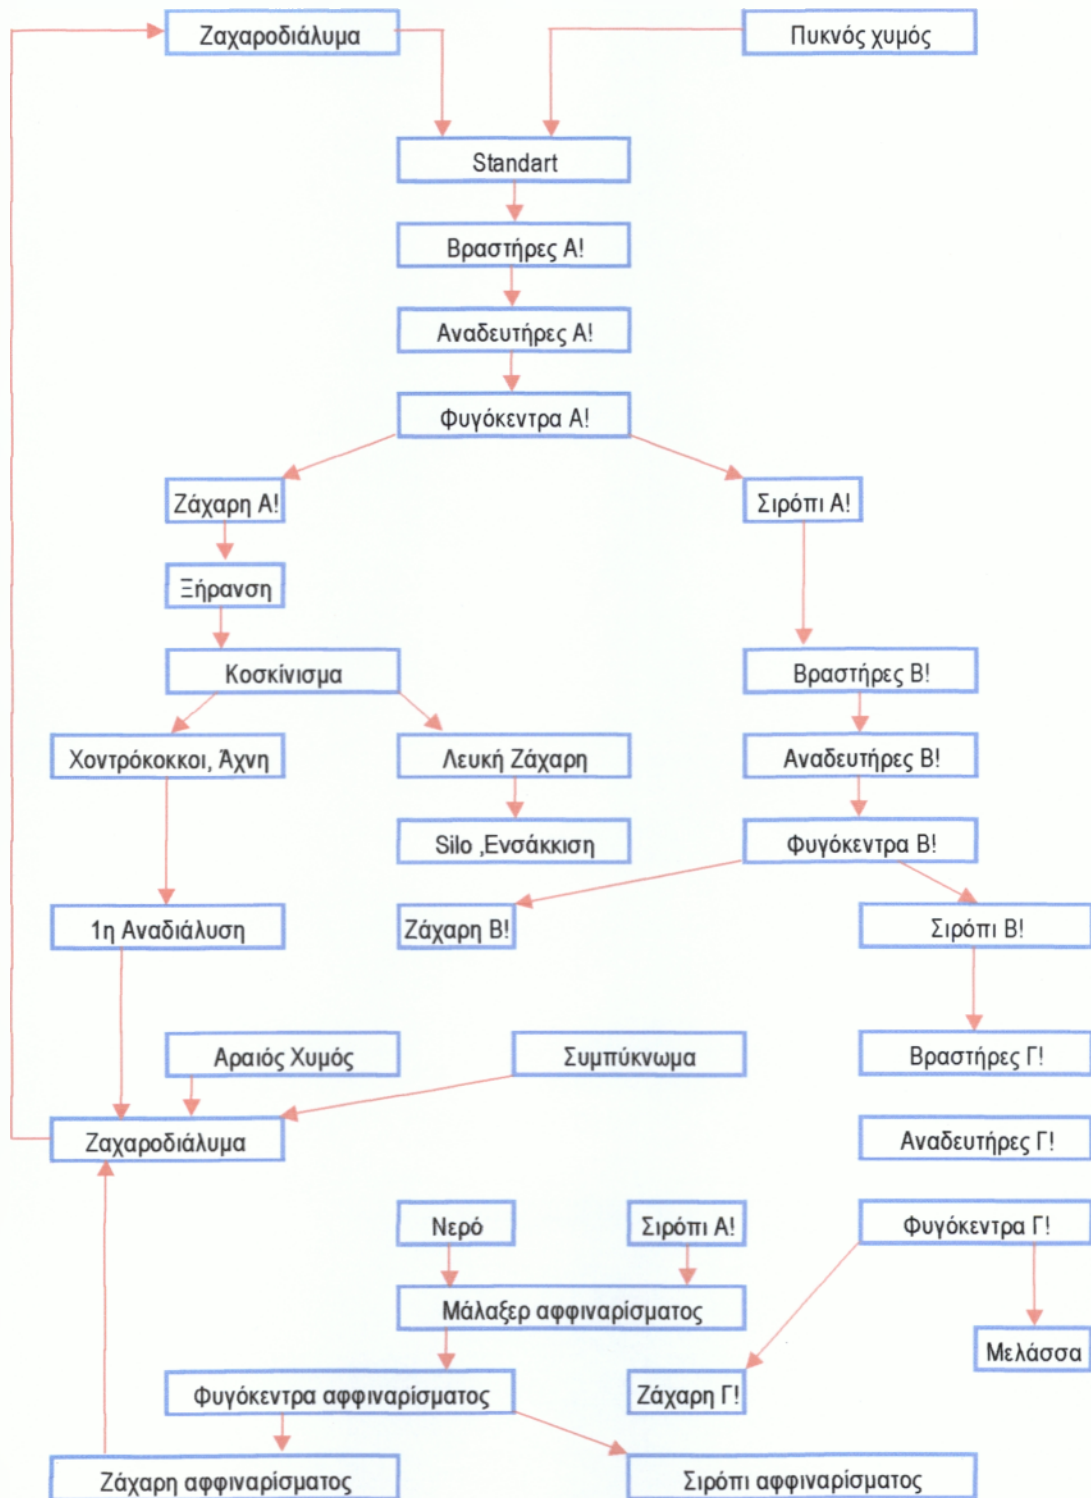 Ζαχαροδιάλυμα
Πυκνός χυμός
Standart
Βραστήρες Α!
Αναδευτήρες Α!
Φυγόκεντρα Α!
Ζάχαρη Α!
Σιρόπι Α!
Ξήρανση
Κοσκίνισμα
Βραστήρες Β!
Χοντρόκοκκοι, Άχνη
Λευκή Ζάχαρη
Αναδευτήρες Β!
Silo ,Ενσάκκιση
Φυγόκεντρα Β!
1η Αναδιάλυση
Ζάχαρη Β!
Σιρόπι Β!
Αραιός Χυμός
Συμπύκνωμα
Βραστήρες Γ!
Ζαχαροδιάλυμα
Αναδευτήρες Γ!
Νερό
Σιρόπι Α!
Φυγόκεντρα Γ!
Μάλαξερ αφφιναρίσματος
Μελάσσα
Φυγόκεντρα αφφιναρίσματος
Ζάχαρη Γ!
Ζάχαρη αφφιναρίσματος
Σιρόπι αφφιναρίσματος